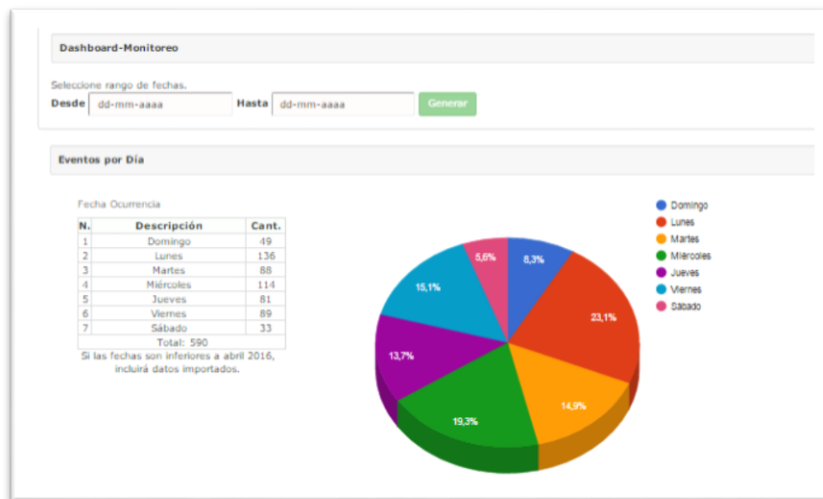 Dashboard-Monitoreo
Seleccione rango de fechas.
Desde dd-mm-aaaa Hasta dd-mm-aaaa Generar
Eventos por Día
Fecha Ocurrencia
N. Descripción Cant.
1 Domingo 49
2 Lunes 136
3 Martes 88
4 Miércoles 114
5 Jueves 81
6 Viernes 89
7 Sábado 33
Total: 590
Si las fechas son inferiores a abril 2016,
incluirá datos importados.
5,6%
8,3%
15,1%
23,1%
13,7%
14,9%
19,3%
Domingo
Lunes
Martes
Miércoles
Jueves
Viernes
Sábado